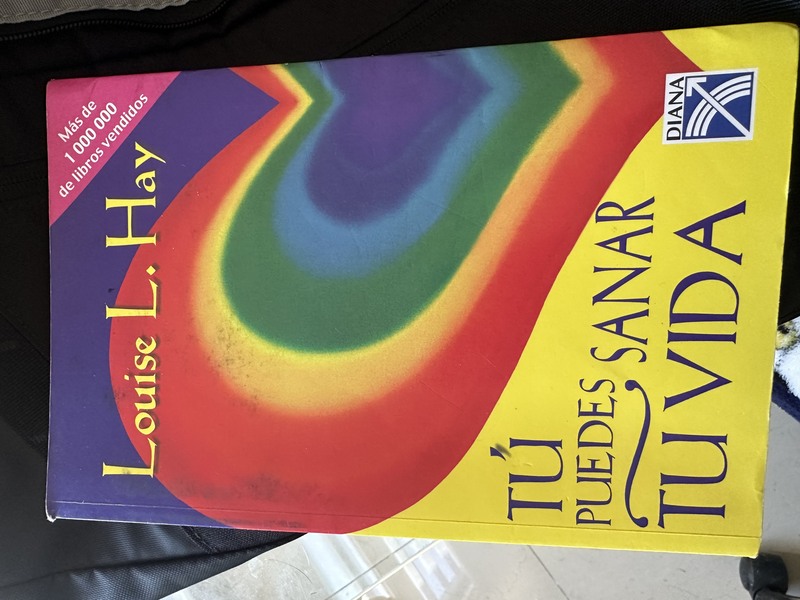 Más de
1 000 000
de libros vendidos
Louise L. Hay
TÚ
PUEDES SANAR
TU VIDA
DIANA